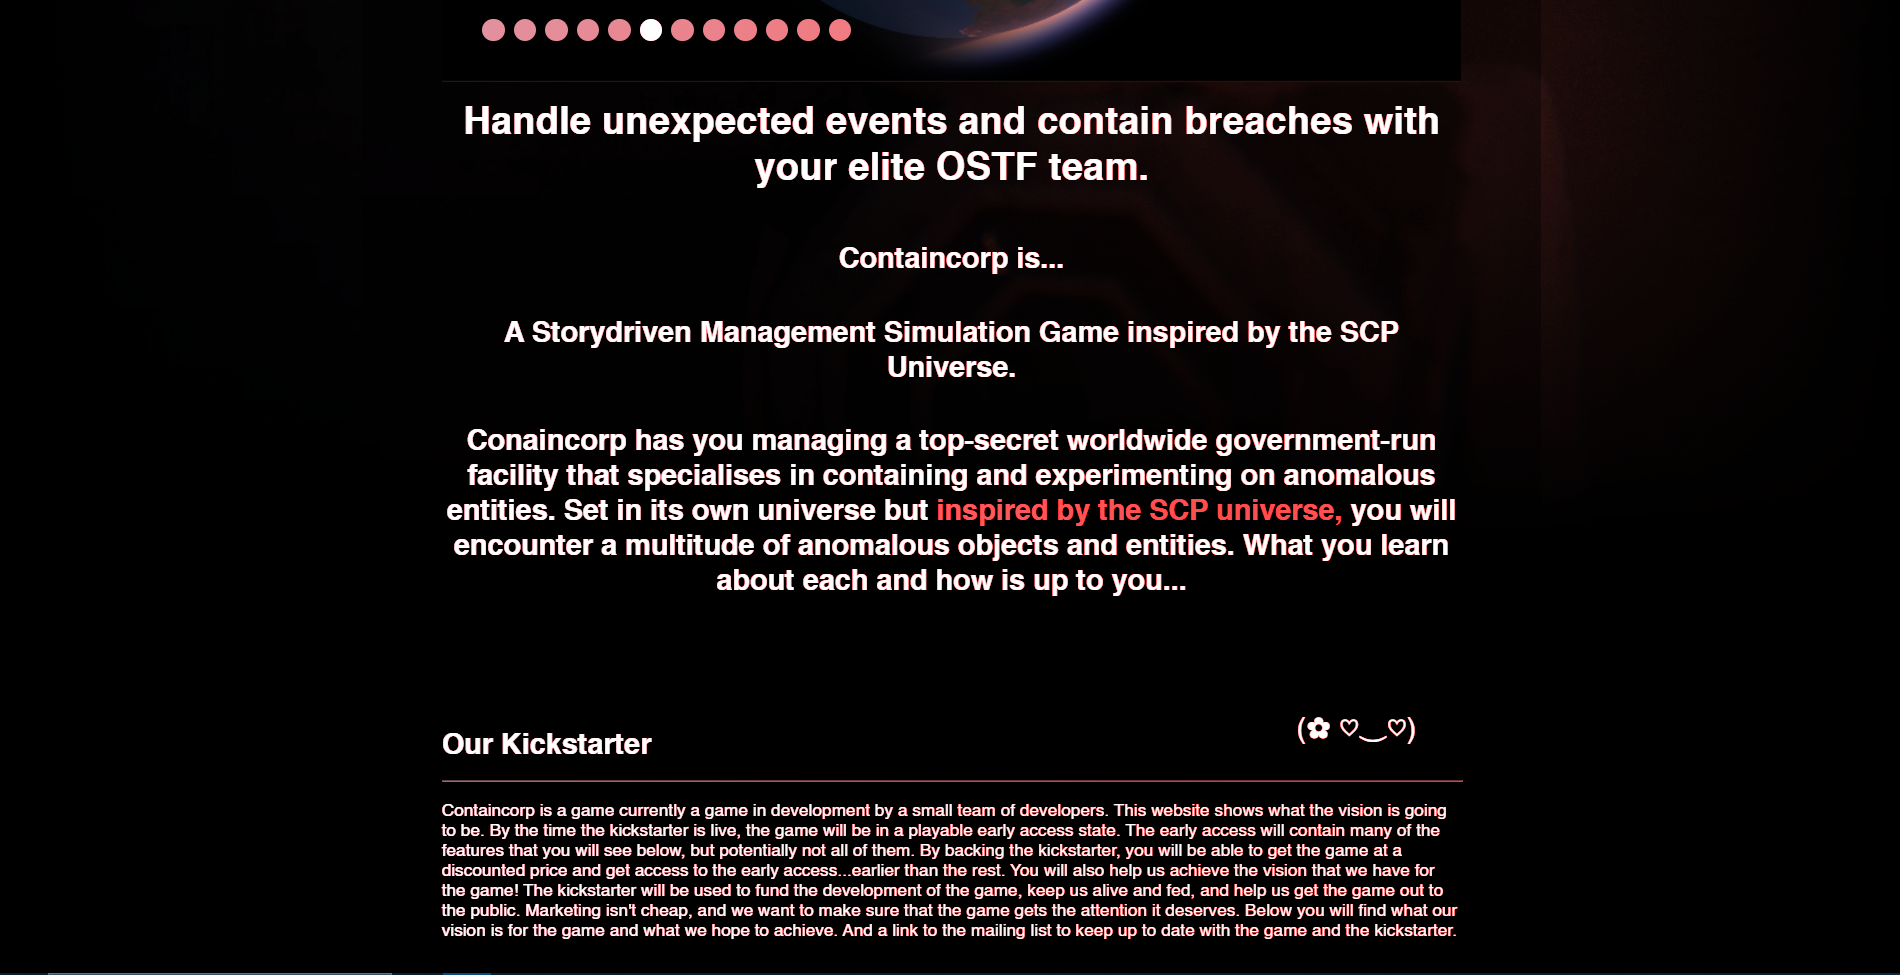 Handle unexpected events and contain breaches with
your elite OSTF team.
Containcorp is...
A Storydriven Management Simulation Game inspired by the SCP
Universe.
Conaincorp has you managing a top-secret worldwide government-run
facility that specialises in containing and experimenting on anomalous
entities. Set in its own universe but inspired by the SCP universe, you will
encounter a multitude of anomalous objects and entities. What you learn
about each and how is up to you...
Our Kickstarter
(✿ ♡‿♡)
Containcorp is a game currently a game in development by a small team of developers. This website shows what the vision is going
to be. By the time the kickstarter is live, the game will be in a playable early access state. The early access will contain many of the
features that you will see below, but potentially not all of them. By backing the kickstarter, you will be able to get the game at a
discounted price and get access to the early access...earlier than the rest. You will also help us achieve the vision that we have for
the game! The kickstarter will be used to fund the development of the game, keep us alive and fed, and help us get the game out to
the public. Marketing isn't cheap, and we want to make sure that the game gets the attention it deserves. Below you will find what our
vision is for the game and what we hope to achieve. And a link to the mailing list to keep up to date with the game and the kickstarter.